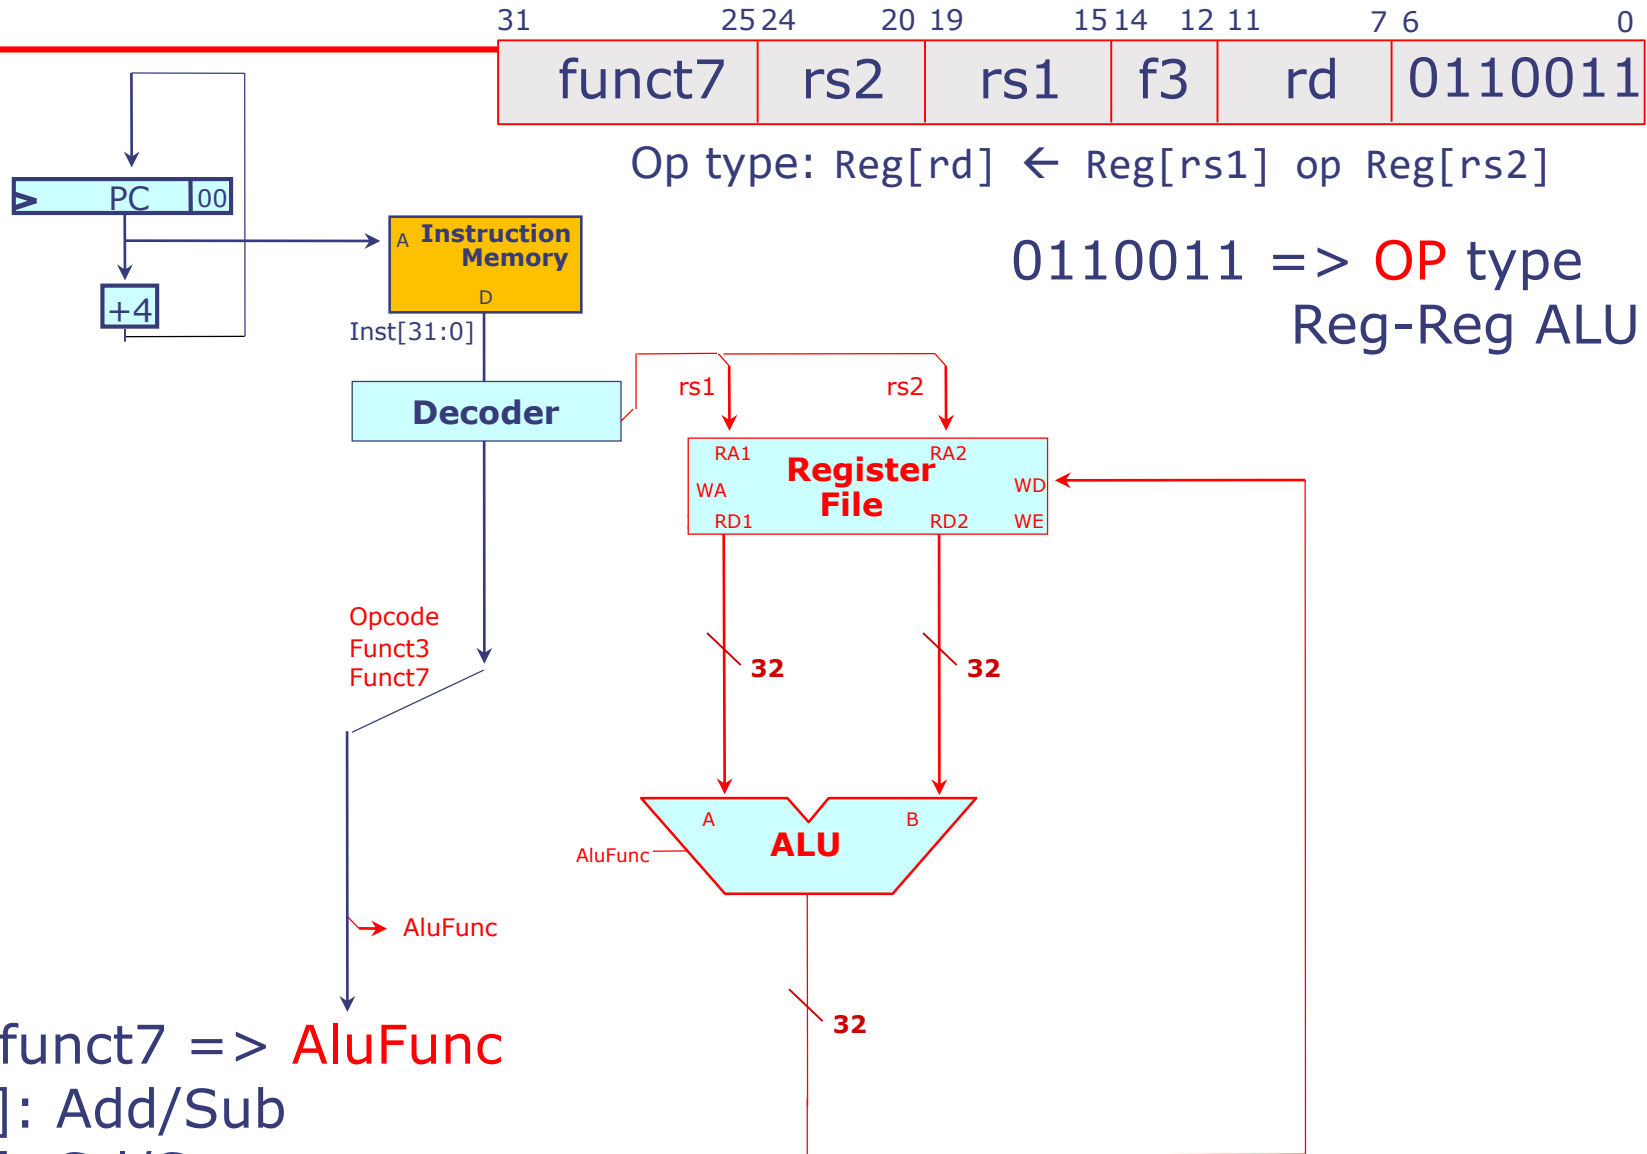 31 25 24 20 19 15 14 12 11 7 6 0
funct7 rs2 rs1 f3 rd 0110011
Op type: Reg[rd] ← Reg[rs1] op Reg[rs2]
PC 00
+4
A Instruction
Memory
D
Inst[31:0]
0110011 => OP type
Reg-Reg ALU
Decoder
rs1 rs2
RA1 RA2
Register
File
WA WD
RD1 RD2 WE
Opcode
Funct3
Funct7
32 32
A B
ALU
AluFunc
AluFunc
32
funct7 => AluFunc
]: Add/Sub